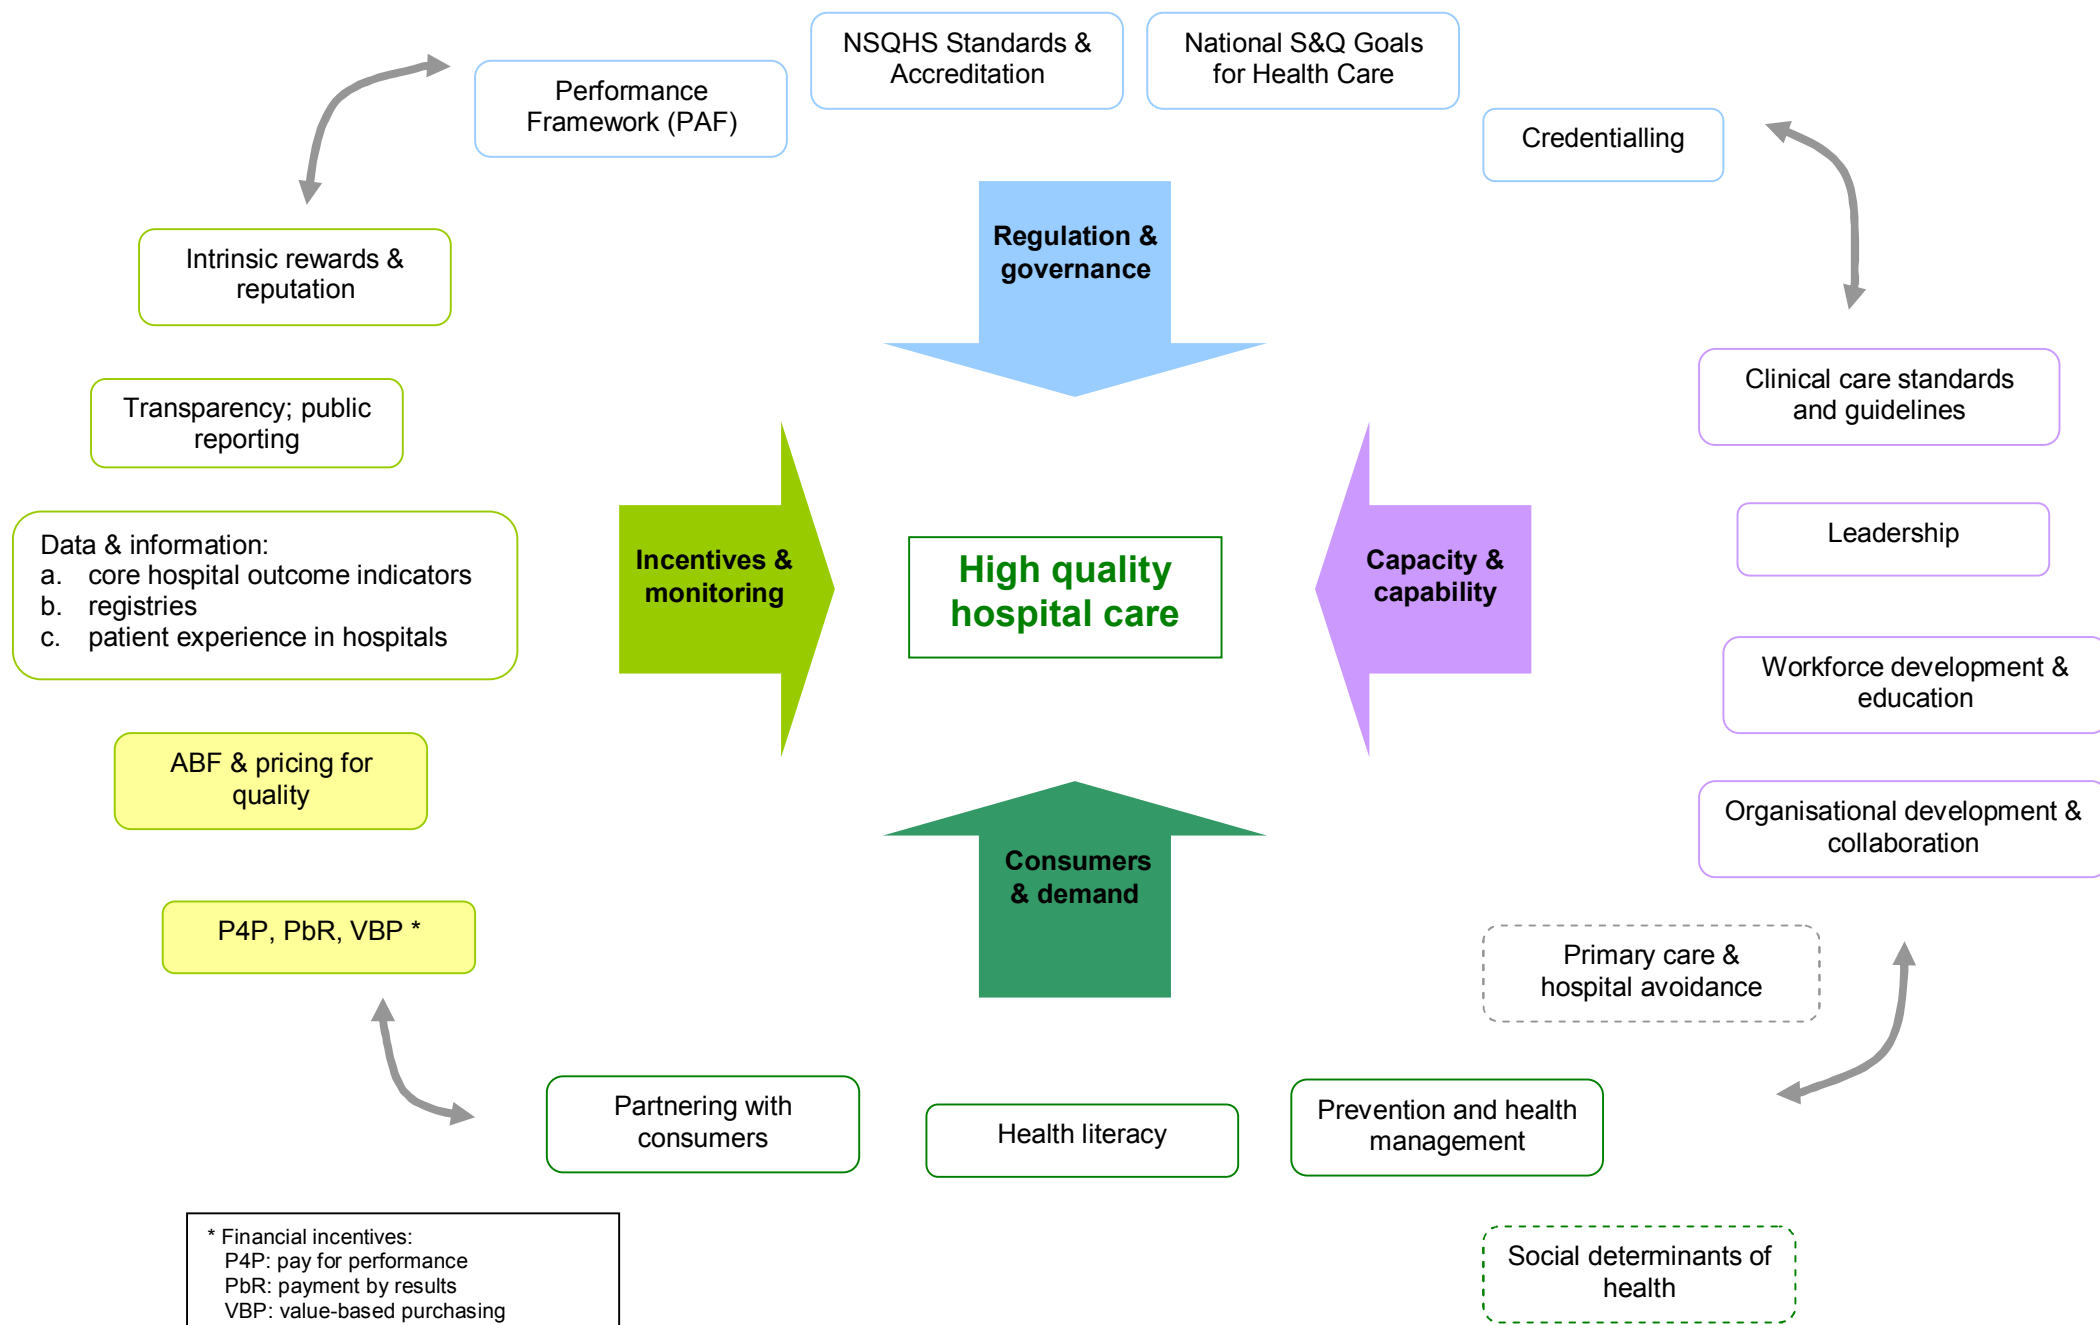 NSQHS Standards &
Accreditation
National S&Q Goals
for Health Care
Performance
Framework (PAF)
Credentialling
Regulation &
governance
Intrinsic rewards &
reputation
Clinical care standards
and guidelines
Transparency; public
reporting
Leadership
Data & information:
a. core hospital outcome indicators
b. registries
c. patient experience in hospitals
Incentives &
monitoring
High quality
hospital care
Capacity &
capability
Workforce development &
education
ABF & pricing for
quality
Organisational development &
collaboration
Consumers
& demand
P4P, PbR, VBP *
Primary care &
hospital avoidance
Partnering with
consumers
Health literacy
Prevention and health
management
* Financial incentives:
P4P: pay for performance
PbR: payment by results
VBP: value-based purchasing
Social determinants of
health